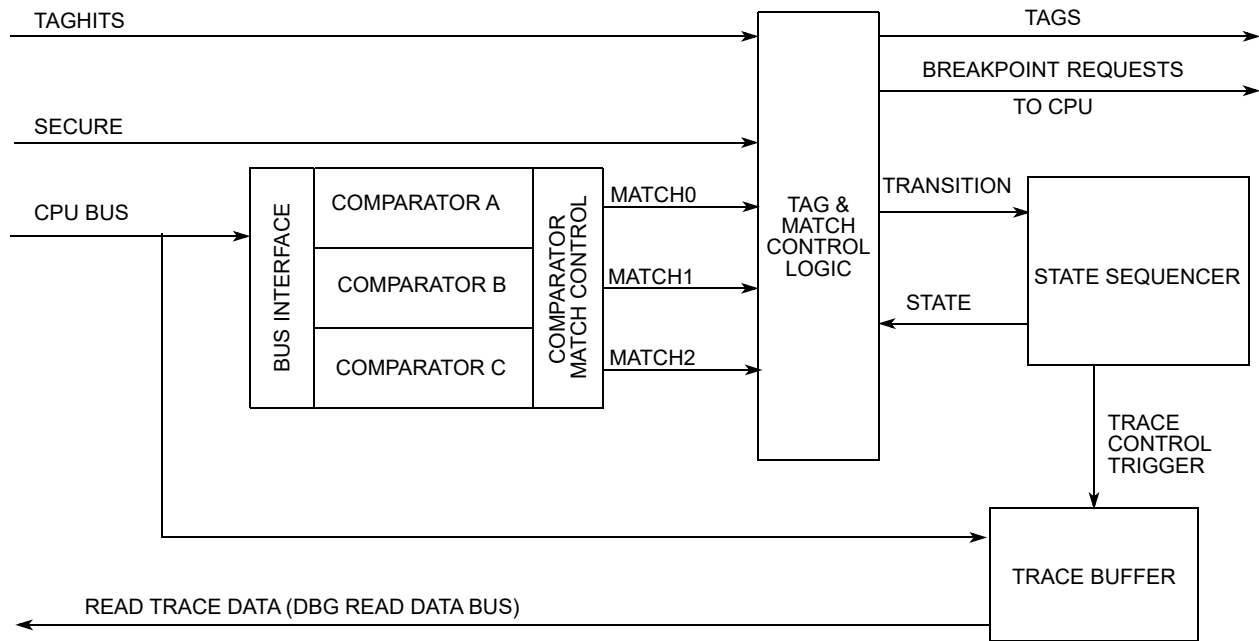 TAGHITS
TAGS
BREAKPOINT REQUESTS
TO CPU
SECURE
CPU BUS
BUS INTERFACE
COMPARATOR A
COMPARATOR B
COMPARATOR C
COMPARATOR
MATCH CONTROL
MATCH0
MATCH1
MATCH2
TAG &
MATCH
CONTROL
LOGIC
TRANSITION
STATE
STATE SEQUENCER
TRACE
CONTROL
TRIGGER
TRACE BUFFER
READ TRACE DATA (DBG READ DATA BUS)